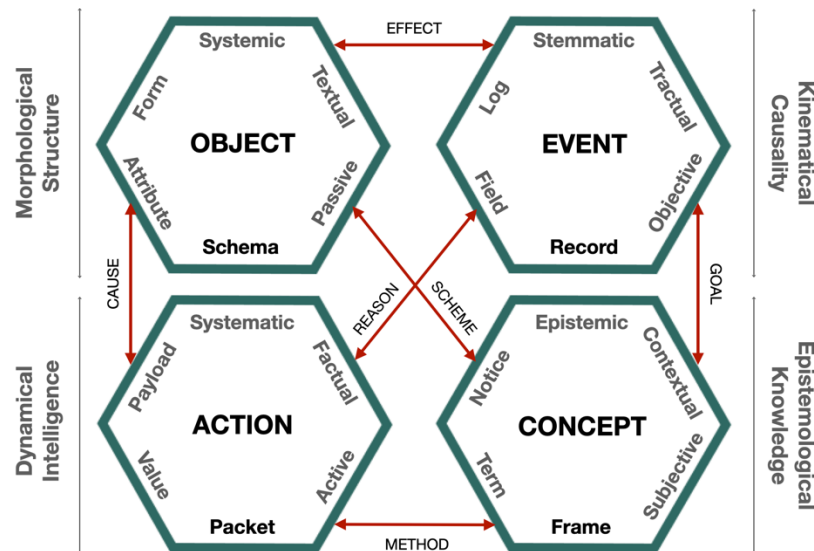 Morphological
Structure
Systemic
Form
Textual
OBJECT
Attribute
Passive
Schema
EFFECT
Stemmatic
Log
Tractual
EVENT
Field
Objective
Record
Kinematical
Causality
CAUSE
REASON
SCHEME
GOAL
Dynamical
Intelligence
Systematic
Payload
Factual
ACTION
Value
Active
Packet
METHOD
Epistemic
Notice
Contextual
CONCEPT
Term
Subjective
Frame
Epistemological
Knowledge